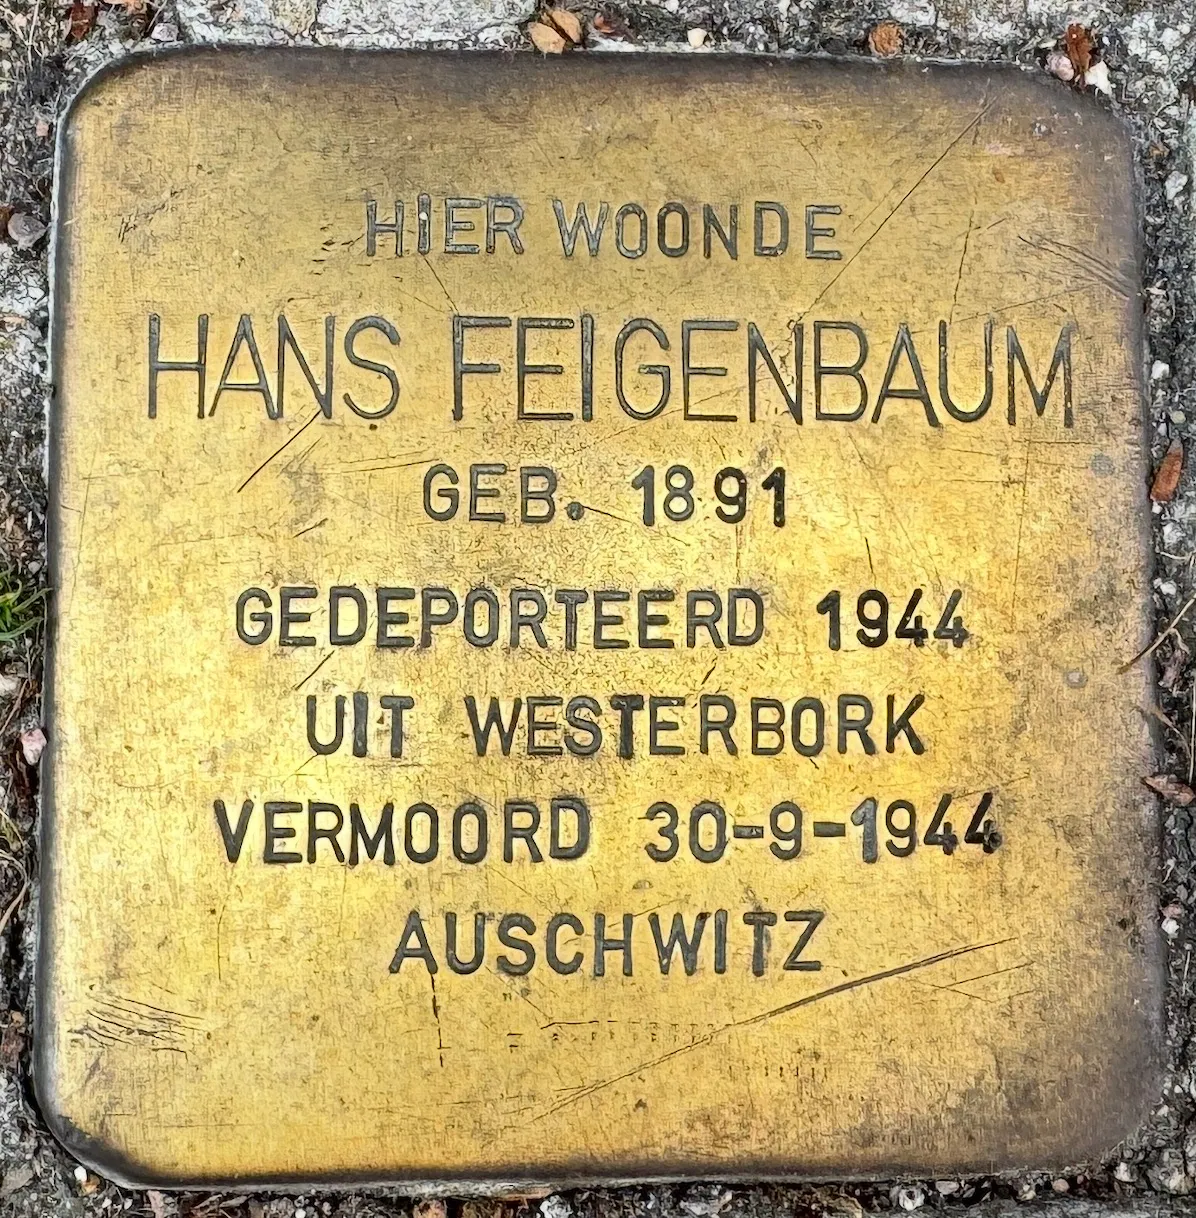 HIER WOONDE
HANS FEIGENBAUM
GEB. 1891
GEDEPORTEERD 1944
UIT WESTERBORK
VERMOORD 30-9-1944
AUSCHWITZ